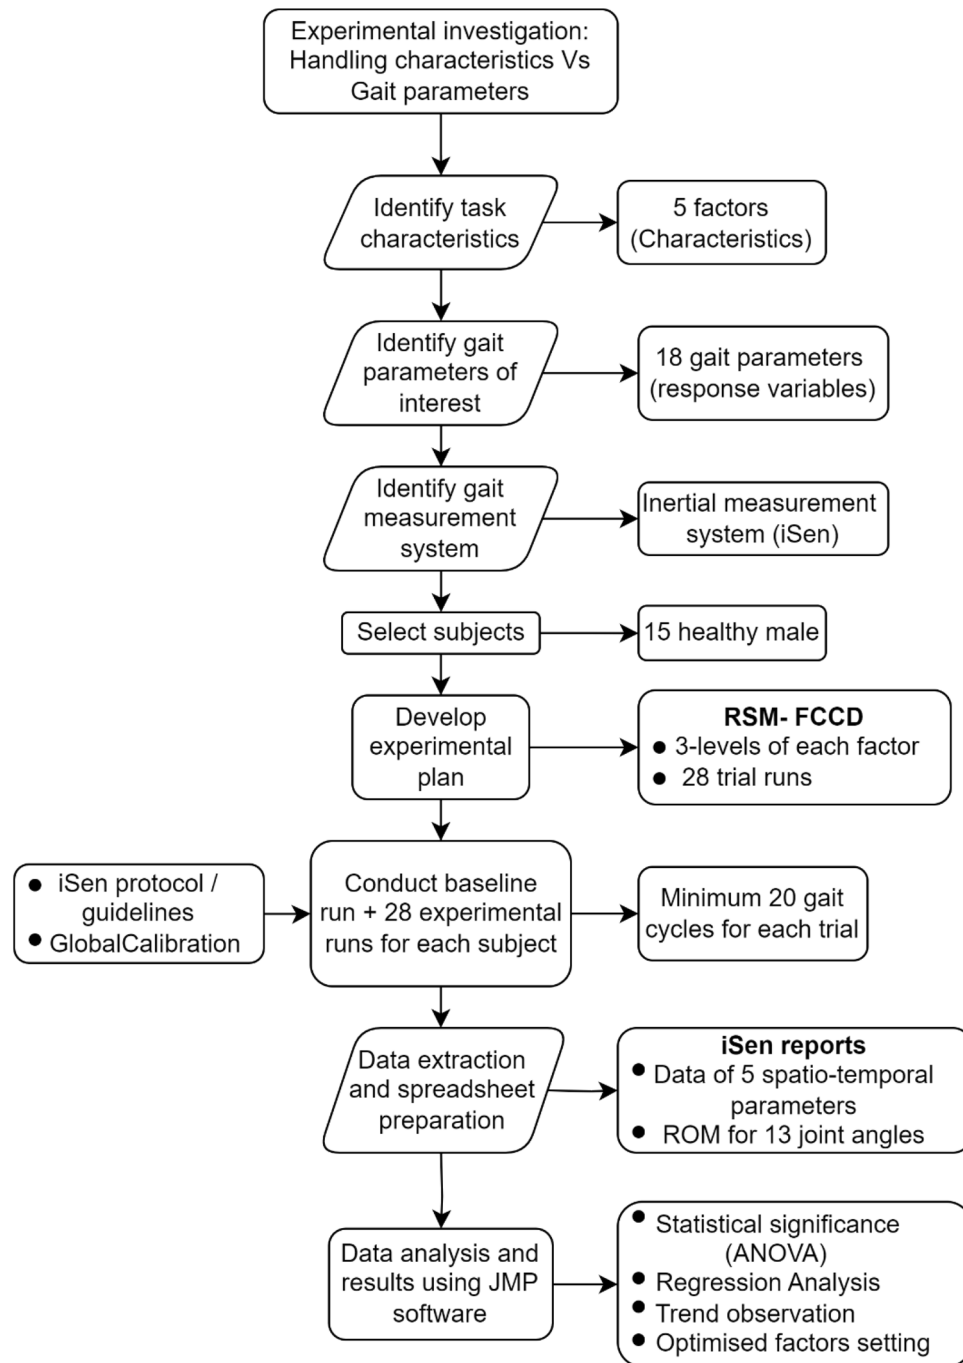 Experimental investigation:
Handling characteristics Vs
Gait parameters
Identify task
characteristics
5 factors
(Characteristics)
Identify gait
parameters of
interest
18 gait parameters
(response variables)
Identify gait
measurement
system
Inertial measurement
system (iSen)
Select subjects
15 healthy male
Develop
experimental
plan
RSM- FCCD
● 3-levels of each factor
● 28 trial runs
● iSen protocol /
guidelines
● GlobalCalibration
Conduct baseline
run + 28 experimental
runs for each subject
Minimum 20 gait
cycles for each trial
Data extraction
and spreadsheet
preparation
iSen reports
● Data of 5 spatio-temporal
parameters
● ROM for 13 joint angles
Data analysis and
results using JMP
software
● Statistical significance
(ANOVA)
● Regression Analysis
● Trend observation
● Optimised factors setting